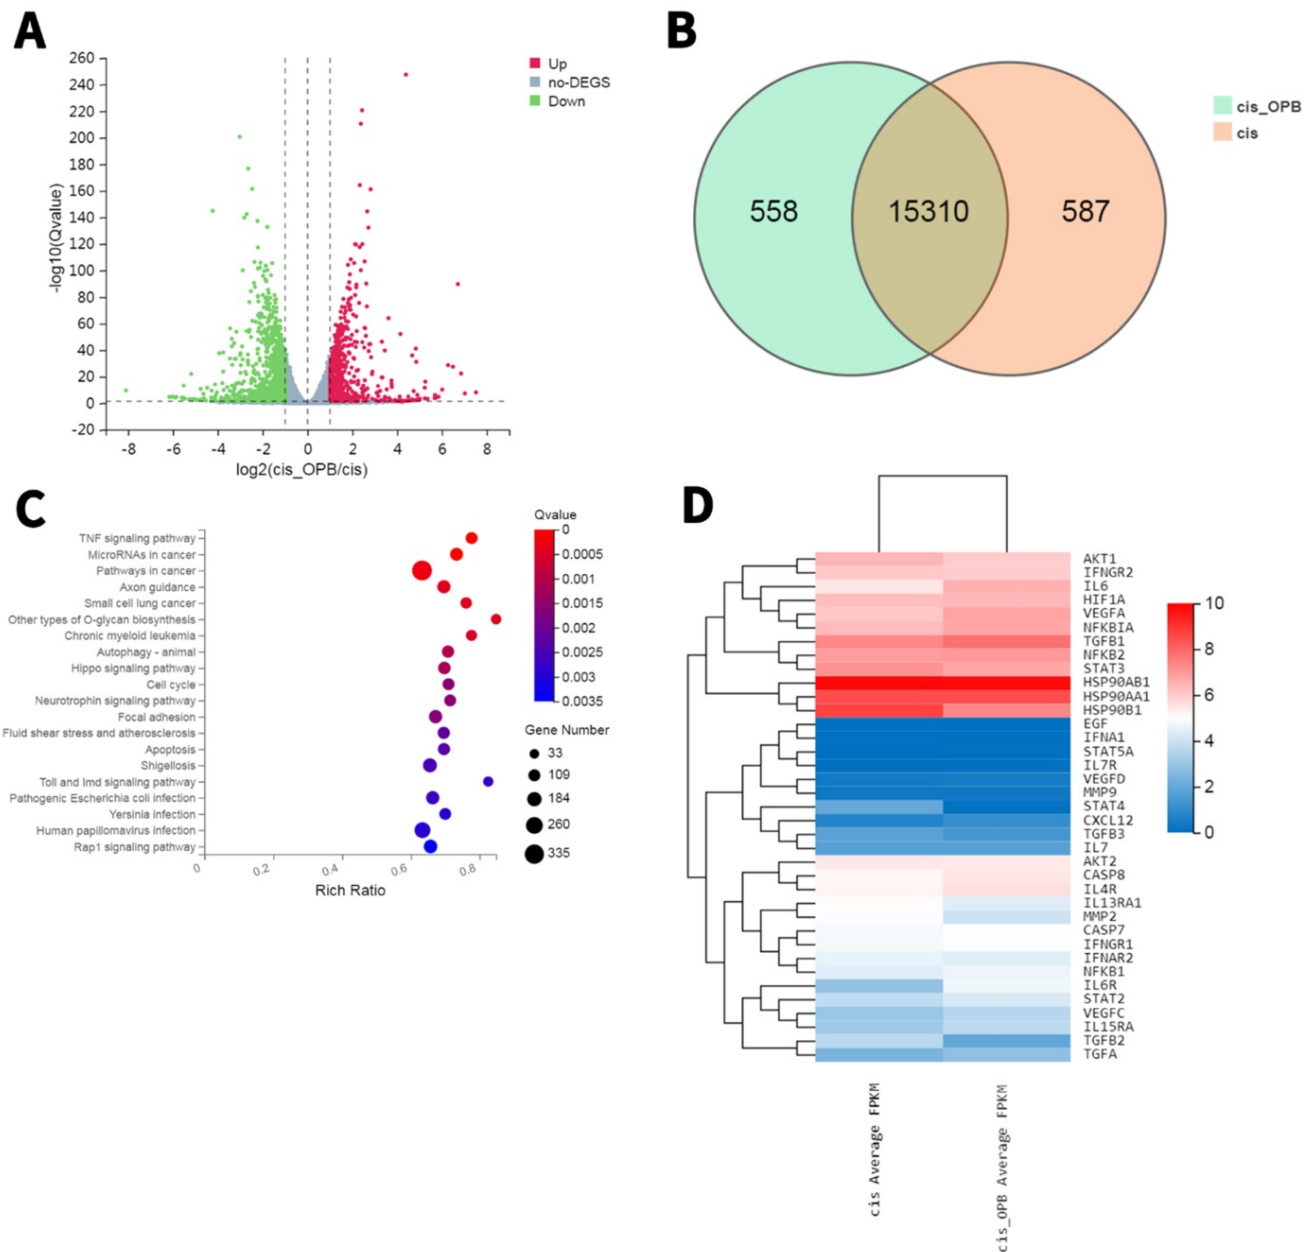 A
260
240
220
200
180
160
140
120
100
80
60
40
20
0
-20
-log10(Qvalue)
-8 -6 -4 -2 0 2 4 6 8
log2(cis_OPB/cis)
Up
no-DEGS
Down
B
558 15310 587
cis_OPB
cis
C
TNF signaling pathway
MicroRNAs in cancer
Pathways in cancer
Axon guidance
Small cell lung cancer
Other types of O-glycan biosynthesis
Chronic myeloid leukemia
Autophagy - animal
Hippo signaling pathway
Cell cycle
Neurotrophin signaling pathway
Focal adhesion
Fluid shear stress and atherosclerosis
Apoptosis
Shigellosis
Toll and Imd signaling pathway
Pathogenic Escherichia coli infection
Yersinia infection
Human papillomavirus infection
Rap1 signaling pathway
0 0.2 0.4 0.6 0.8
Rich Ratio
Qvalue
0
0.0005
0.001
0.0015
0.002
0.0025
0.003
0.0035
Gene Number
33
109
184
260
335
D
AKT1
IFNGR2
IL6
HIF1A
VEGFA
NFKBIA
TGFB1
NFKB2
STAT3
HSP90AB1
HSP90AA1
HSP90B1
EGF
IFNA1
STAT5A
IL7R
VEGFD
MMP9
STAT4
CXCL12
TGFB3
IL7
AKT2
CASP8
IL4R
IL13RA1
MMP2
CASP7
IFNGR1
IFNAR2
NFKB1
IL6R
STAT2
VEGFC
IL15RA
TGFB2
TGFA
cis Average FPKM
cis_OPB Average FPKM
10
8
6
4
2
0